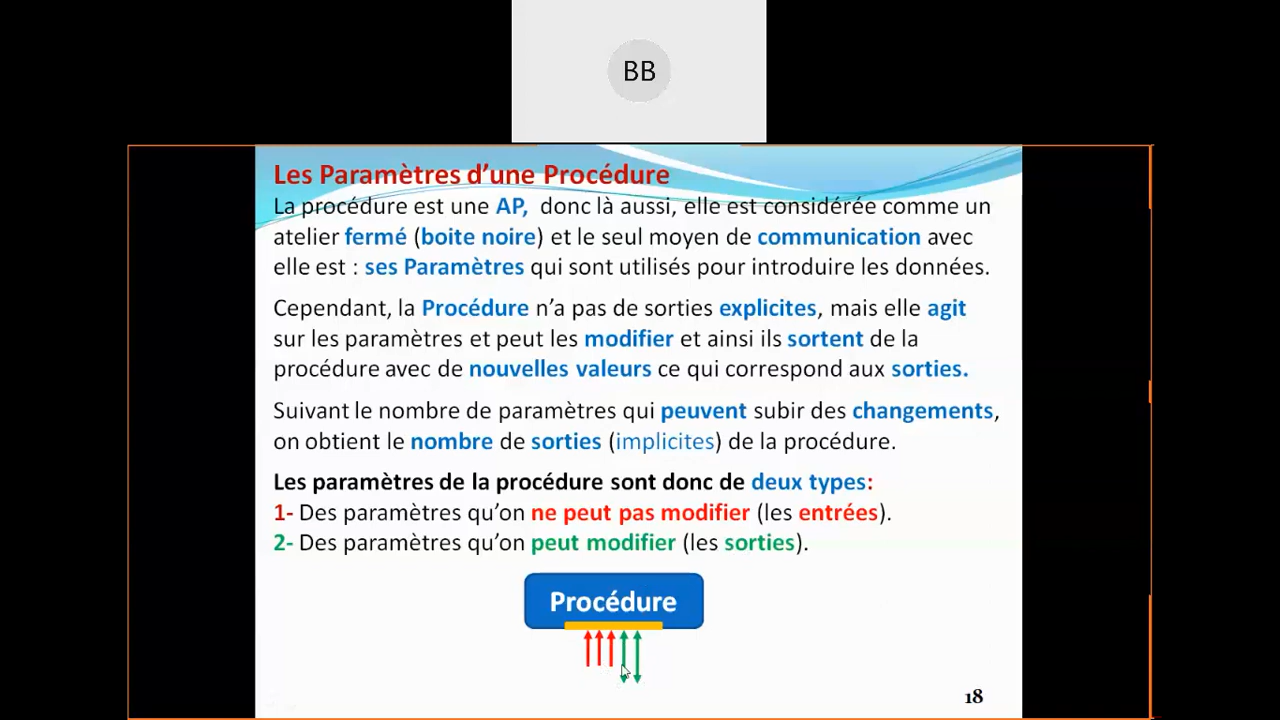 BB
Les Paramètres d’une Procédure
La procédure est une AP, donc là aussi, elle est considérée comme un
atelier fermé (boite noire) et le seul moyen de communication avec
elle est : ses Paramètres qui sont utilisés pour introduire les données.
Cependant, la Procédure n’a pas de sorties explicites, mais elle agit
sur les paramètres et peut les modifier et ainsi ils sortent de la
procédure avec de nouvelles valeurs ce qui correspond aux sorties.
Suivant le nombre de paramètres qui peuvent subir des changements,
on obtient le nombre de sorties (implicites) de la procédure.
Les paramètres de la procédure sont donc de deux types:
1- Des paramètres qu’on ne peut pas modifier (les entrées).
2- Des paramètres qu’on peut modifier (les sorties).
Procédure
18